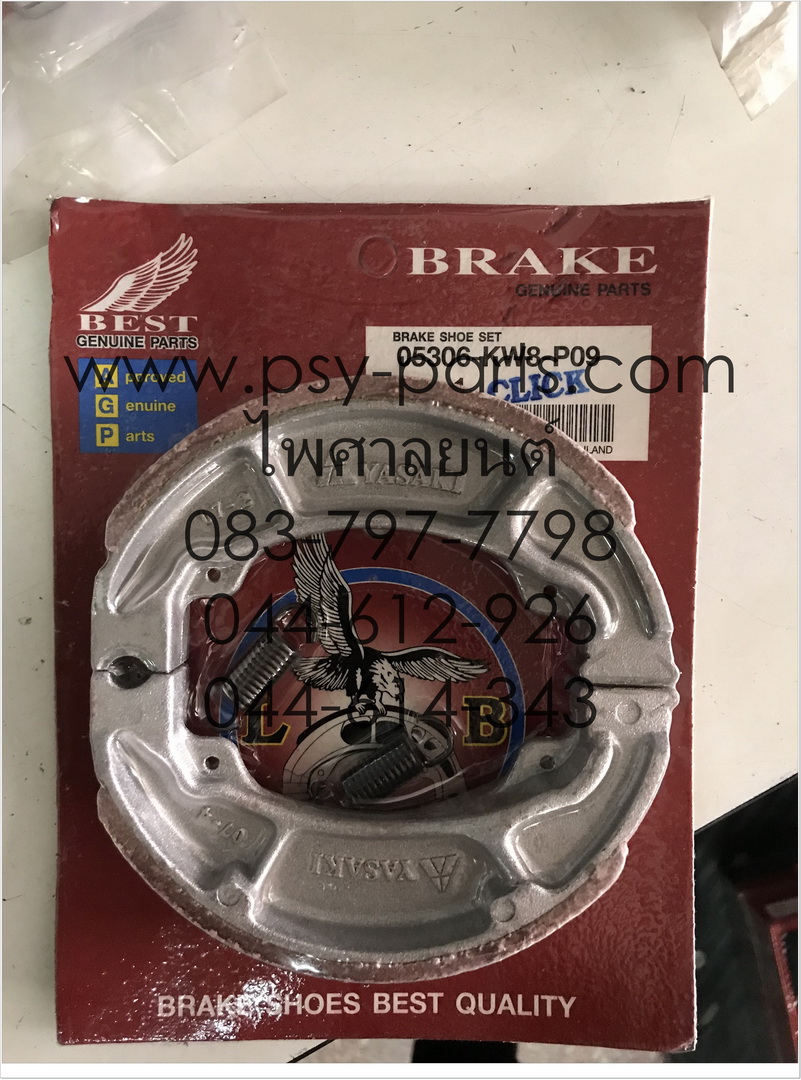 BRAKE
GENUINE PARTS
BEST
GENUINE PARTS
BRAKE SHOE SET
05306-KW8-P09
www.psy-parts.com
CLICK
A pproved
G enuine
P arts
ไพศาลยนต์
YASAKI
083-797-7798
044-612-926
044-614-343
L B
YASAKI
BRAKE SHOES BEST QUALITY